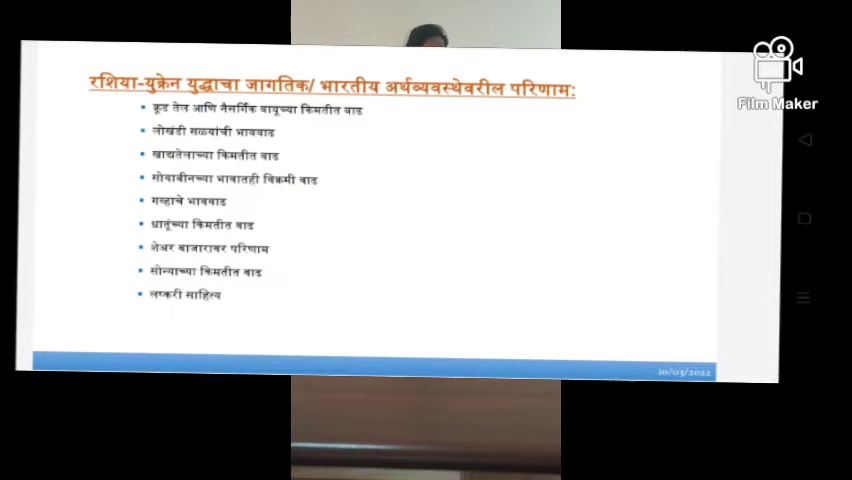 रशिया-युक्रेन युद्धाचा जागतिक/ भारतीय अर्थव्यवस्थेवरील परिणाम:
क्रूड तेल आणि नैसर्गिक वायूच्या किमतीत वाढ
लोखंडी सळयांची भाववाढ
खाद्यतेलाच्या किमतीत वाढ
सोयाबीनच्या भावातही विक्रमी वाढ
गव्हाचे भाववाढ
धातूंच्या किमतीत वाढ
शेअर बाजारावर परिणाम
सोन्याच्या किमतीत वाढ
लष्करी साहित्य
10/03/2022
Film Maker